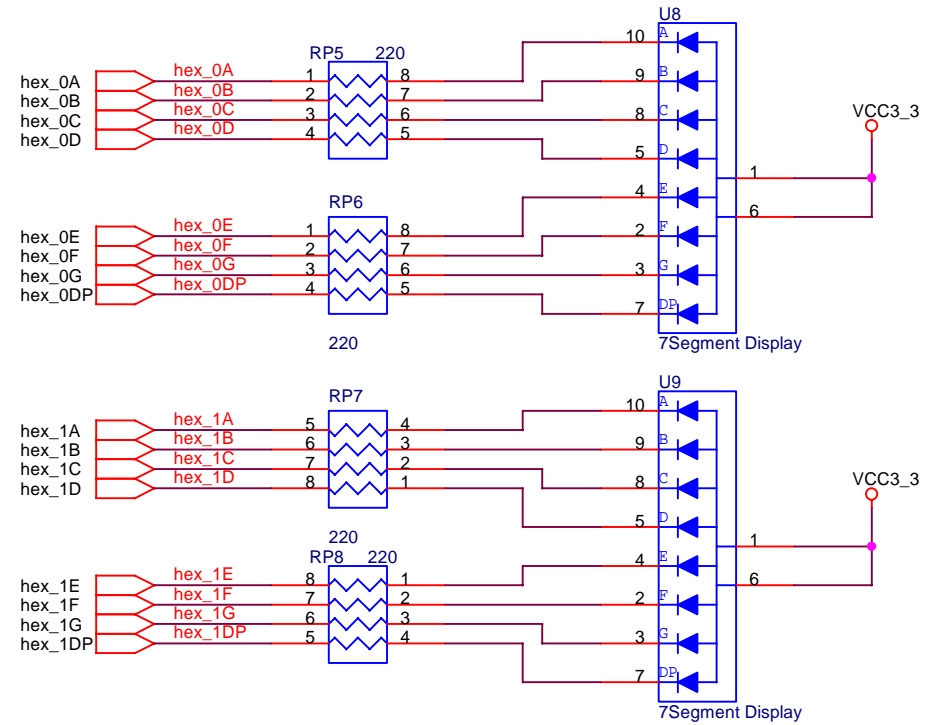 U8
RP5 220
hex_0A hex_0A 1 8 10 A
hex_0B hex_0B 2 7 9 B
hex_0C hex_0C 3 6 8 C
hex_0D hex_0D 4 5 5 D
VCC3_3
1
6
RP6
hex_0E hex_0E 1 8 4 E
hex_0F hex_0F 2 7 2 F
hex_0G hex_0G 3 6 3 G
hex_0DP hex_0DP 4 5 7 DP
220
7Segment Display
U9
RP7
hex_1A hex_1A 5 4 10 A
hex_1B hex_1B 6 3 9 B
hex_1C hex_1C 7 2 8 C
hex_1D hex_1D 8 1 5 D
VCC3_3
1
6
220
RP8 220
hex_1E hex_1E 8 1 4 E
hex_1F hex_1F 7 2 2 F
hex_1G hex_1G 6 3 3 G
hex_1DP hex_1DP 5 4 7 DP
7Segment Display